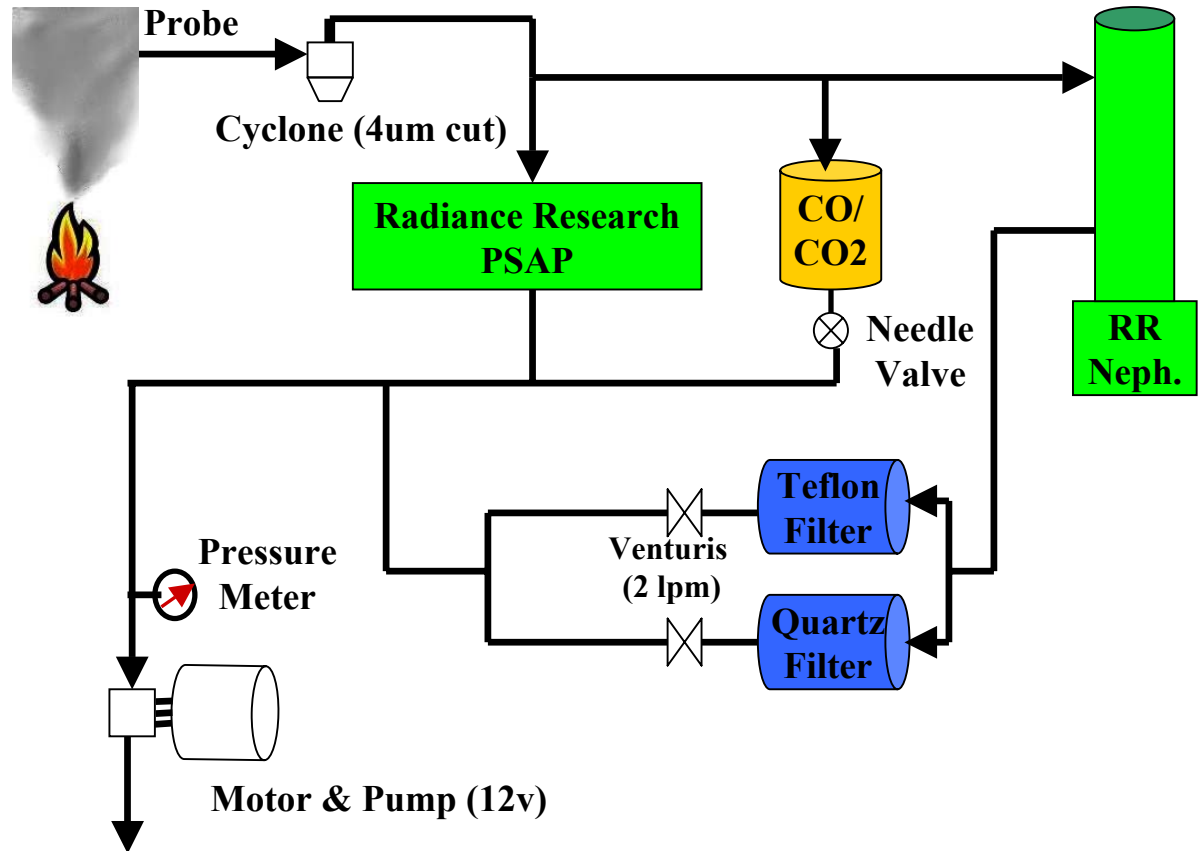 Probe
Cyclone (4um cut)
Radiance Research
PSAP
CO/
CO2
Needle
Valve
RR
Neph.
Teflon
Filter
Venturis
(2 lpm)
Quartz
Filter
Pressure
Meter
Motor & Pump (12v)